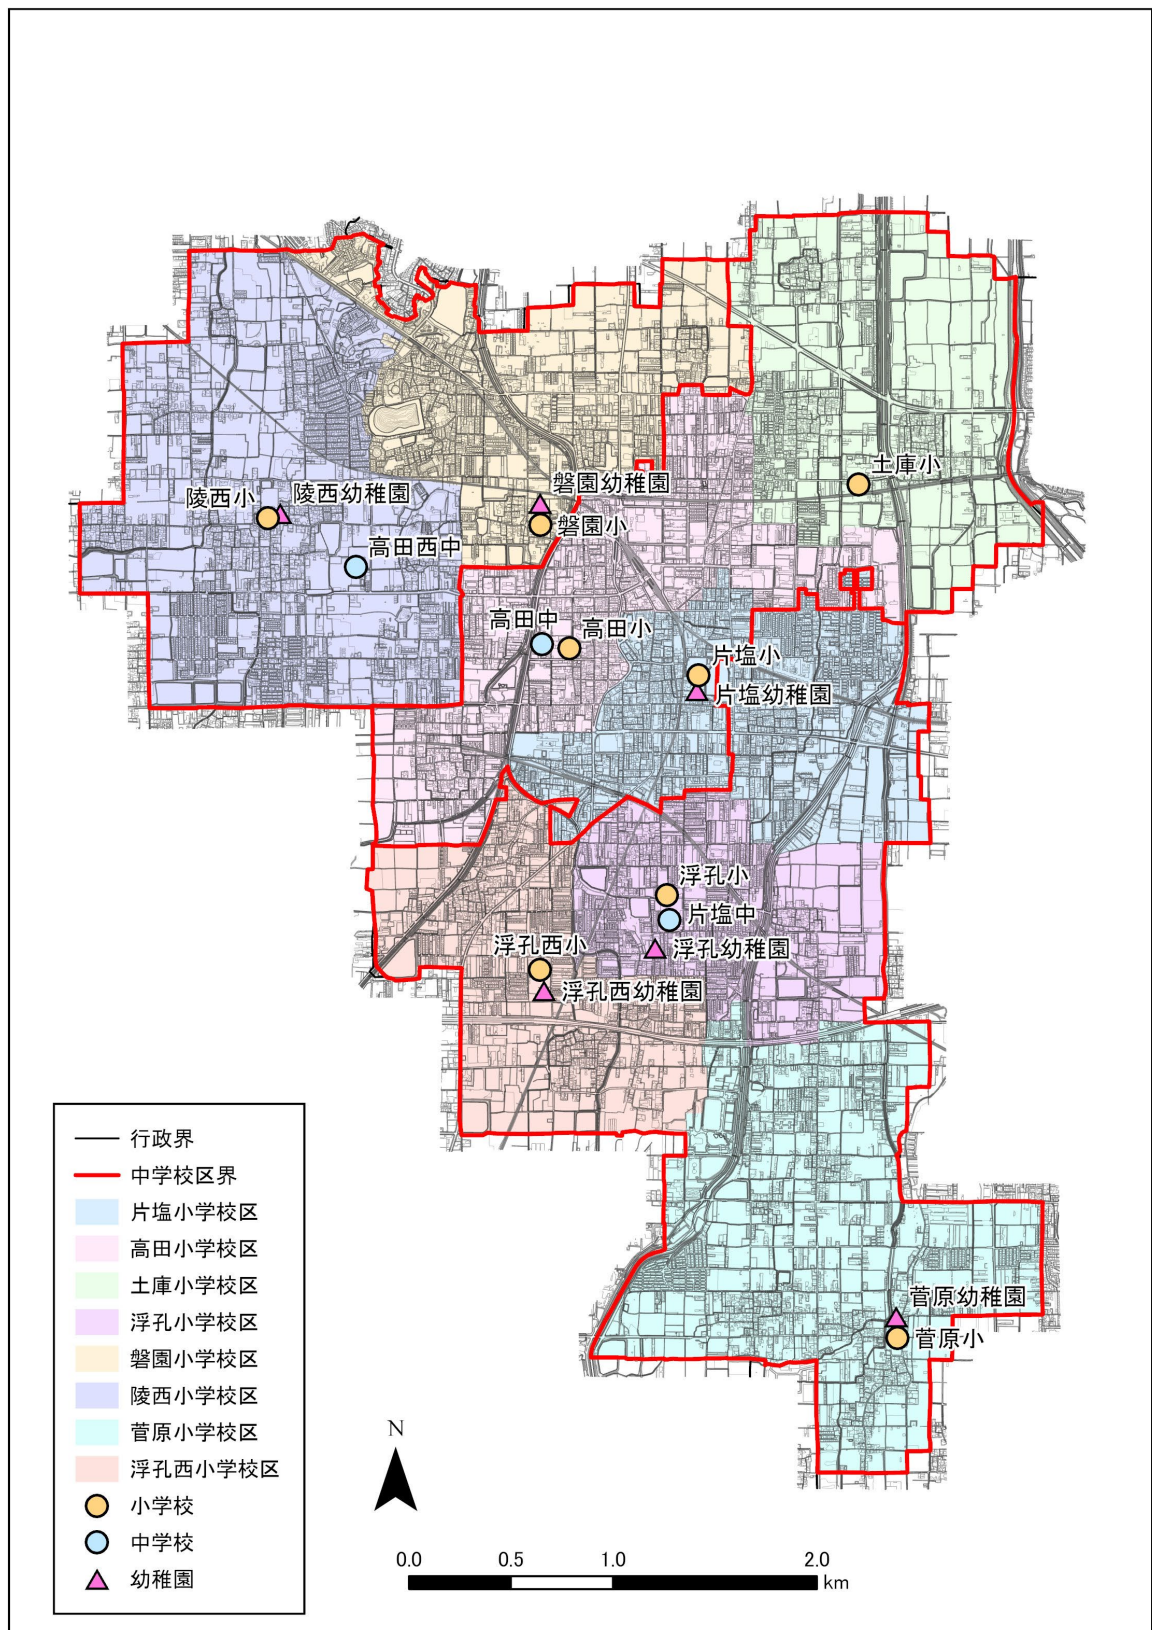 土庫小
磐園幼稚園
陵西小
陵西幼稚園
磐園小
高田西中
高田中
高田小
片塩小
片塩幼稚園
浮孔小
片塩中
浮孔西小
浮孔幼稚園
浮孔西幼稚園
菅原幼稚園
菅原小
行政界
中学校区界
片塩小学校区
高田小学校区
土庫小学校区
浮孔小学校区
磐園小学校区
陵西小学校区
菅原小学校区
浮孔西小学校区
小学校
中学校
幼稚園
N
0.0 0.5 1.0 2.0
km